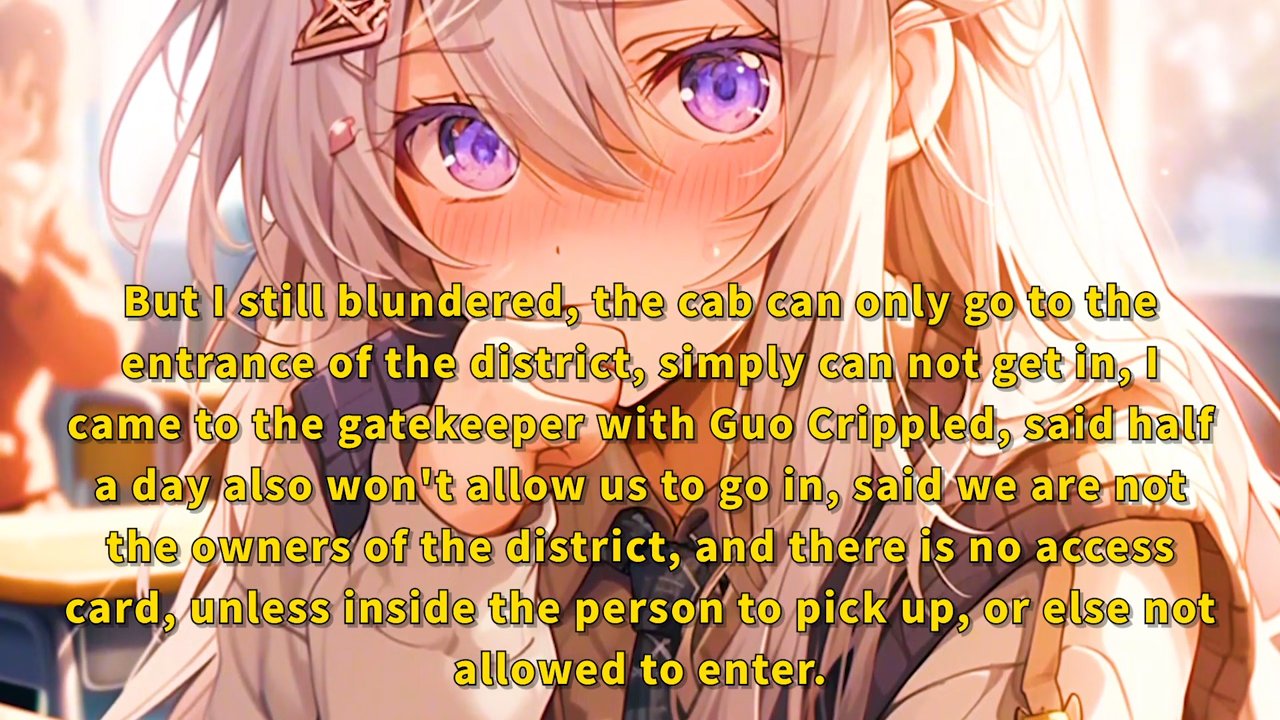 But I still blundered, the cab can only go to the
entrance of the district, simply can not get in, I
came to the gatekeeper with Guo Crippled, said half
a day also won't allow us to go in, said we are not
the owners of the district, and there is no access
card, unless inside the person to pick up, or else not
allowed to enter.